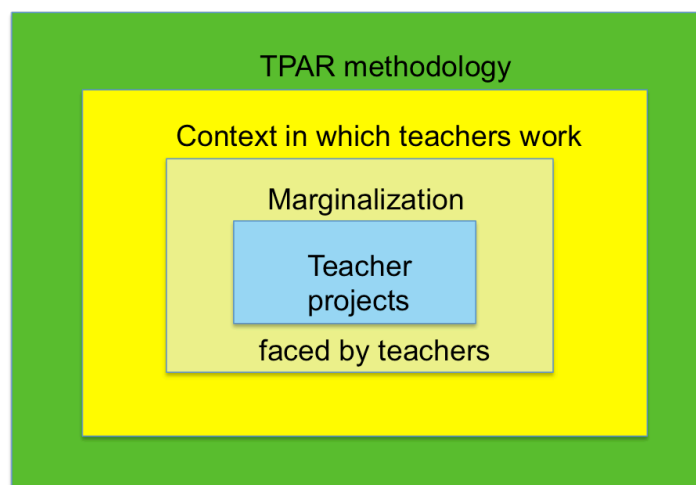 TPAR methodology
Context in which teachers work
Marginalization
Teacher
projects
faced by teachers